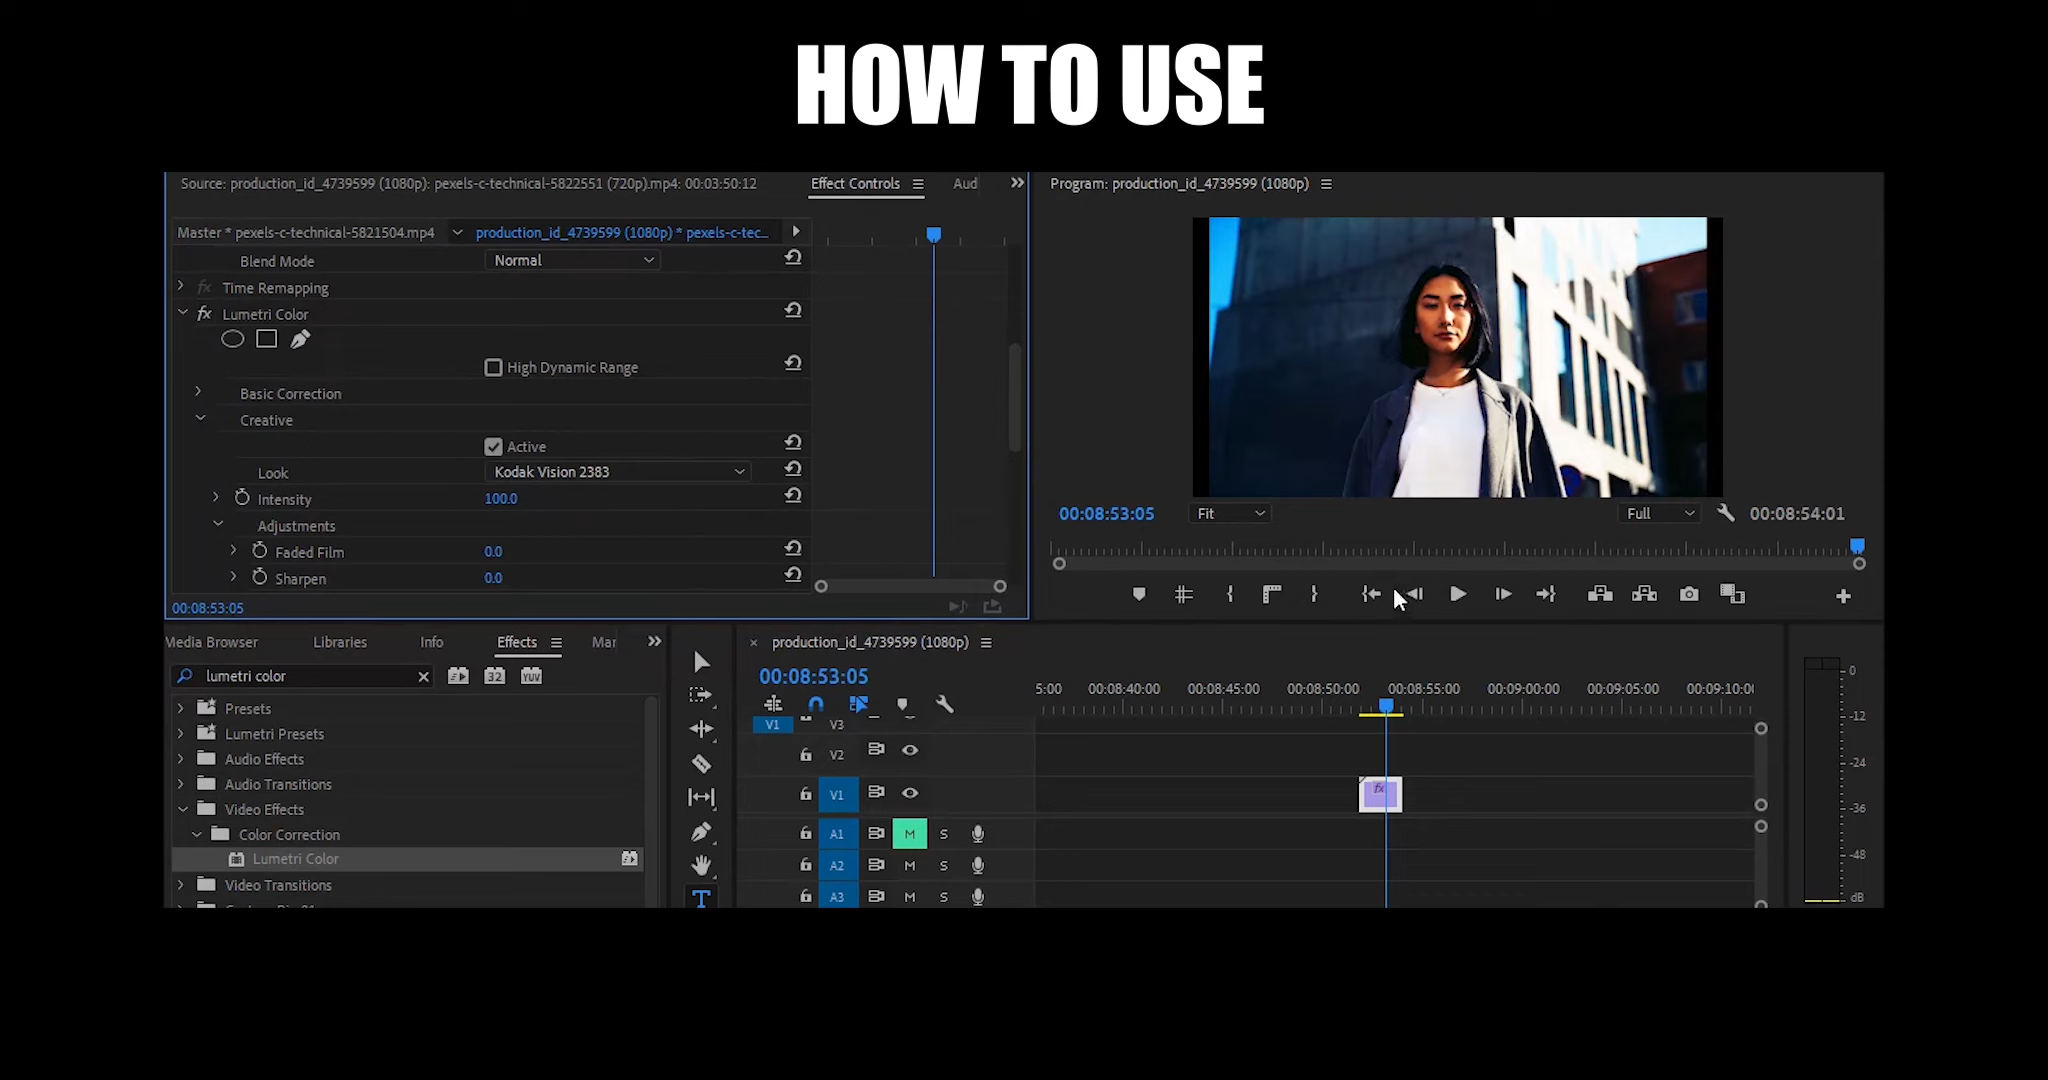 HOW TO USE
Source: production_id_4739599 (1080p): pexels-c-technical-5822551 (720p).mp4: 00:03:50:12
Effect Controls
Aud
Program: production_id_4739599 (1080p)
Master * pexels-c-technical-5821504.mp4
production_id_4739599 (1080p) * pexels-c-tec...
Blend Mode
Normal
fx Time Remapping
fx Lumetri Color
High Dynamic Range
Basic Correction
Creative
Active
Look
Kodak Vision 2383
Intensity
100.0
Adjustments
Faded Film
0.0
Sharpen
0.0
00:08:53:05
00:08:53:05
Fit
Full
00:08:54:01
Media Browser
Libraries
Info
Effects
Mar
lumetri color
32
YUV
Presets
Lumetri Presets
Audio Effects
Audio Transitions
Video Effects
Color Correction
Lumetri Color
Video Transitions
T
× production_id_4739599 (1080p)
00:08:53:05
5:00 00:08:40:00 00:08:45:00 00:08:50:00 00:08:55:00 00:09:00:00 00:09:05:00 00:09:10:00
V1 V3
V2
V1
fx
A1 M S
A2 M S
A3 M S
0
-12
-24
-36
-48
dB